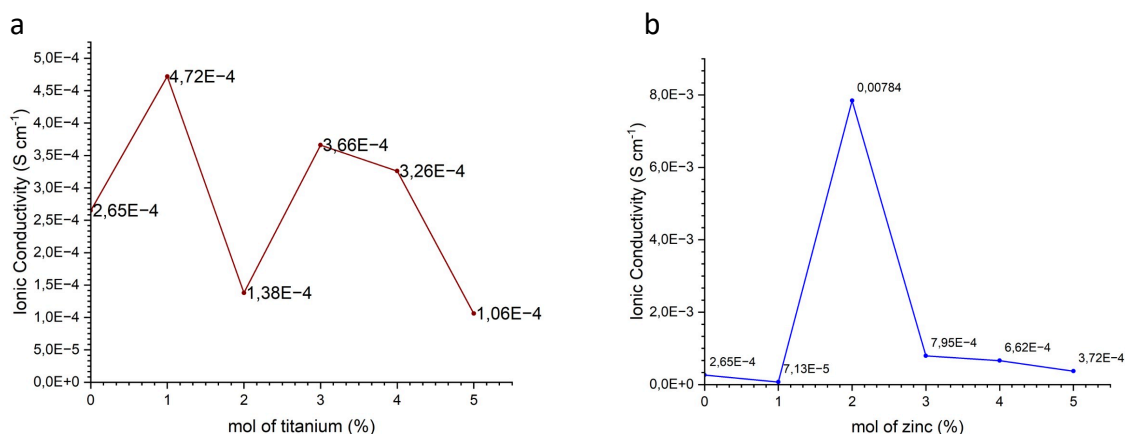 a
5,0E−4
4,5E−4
4,0E−4
3,5E−4
3,0E−4
2,5E−4
2,0E−4
1,5E−4
1,0E−4
5,0E−5
0,0E+0
Ionic Conductivity (S cm⁻¹)
2,65E−4
4,72E−4
1,38E−4
3,66E−4
3,26E−4
1,06E−4
0 1 2 3 4 5
mol of titanium (%)
b
8,0E−3
6,0E−3
4,0E−3
2,0E−3
0,0E+0
Ionic Conductivity (S cm⁻¹)
2,65E−4
7,13E−5
0,00784
7,95E−4
6,62E−4
3,72E−4
0 1 2 3 4 5
mol of zinc (%)